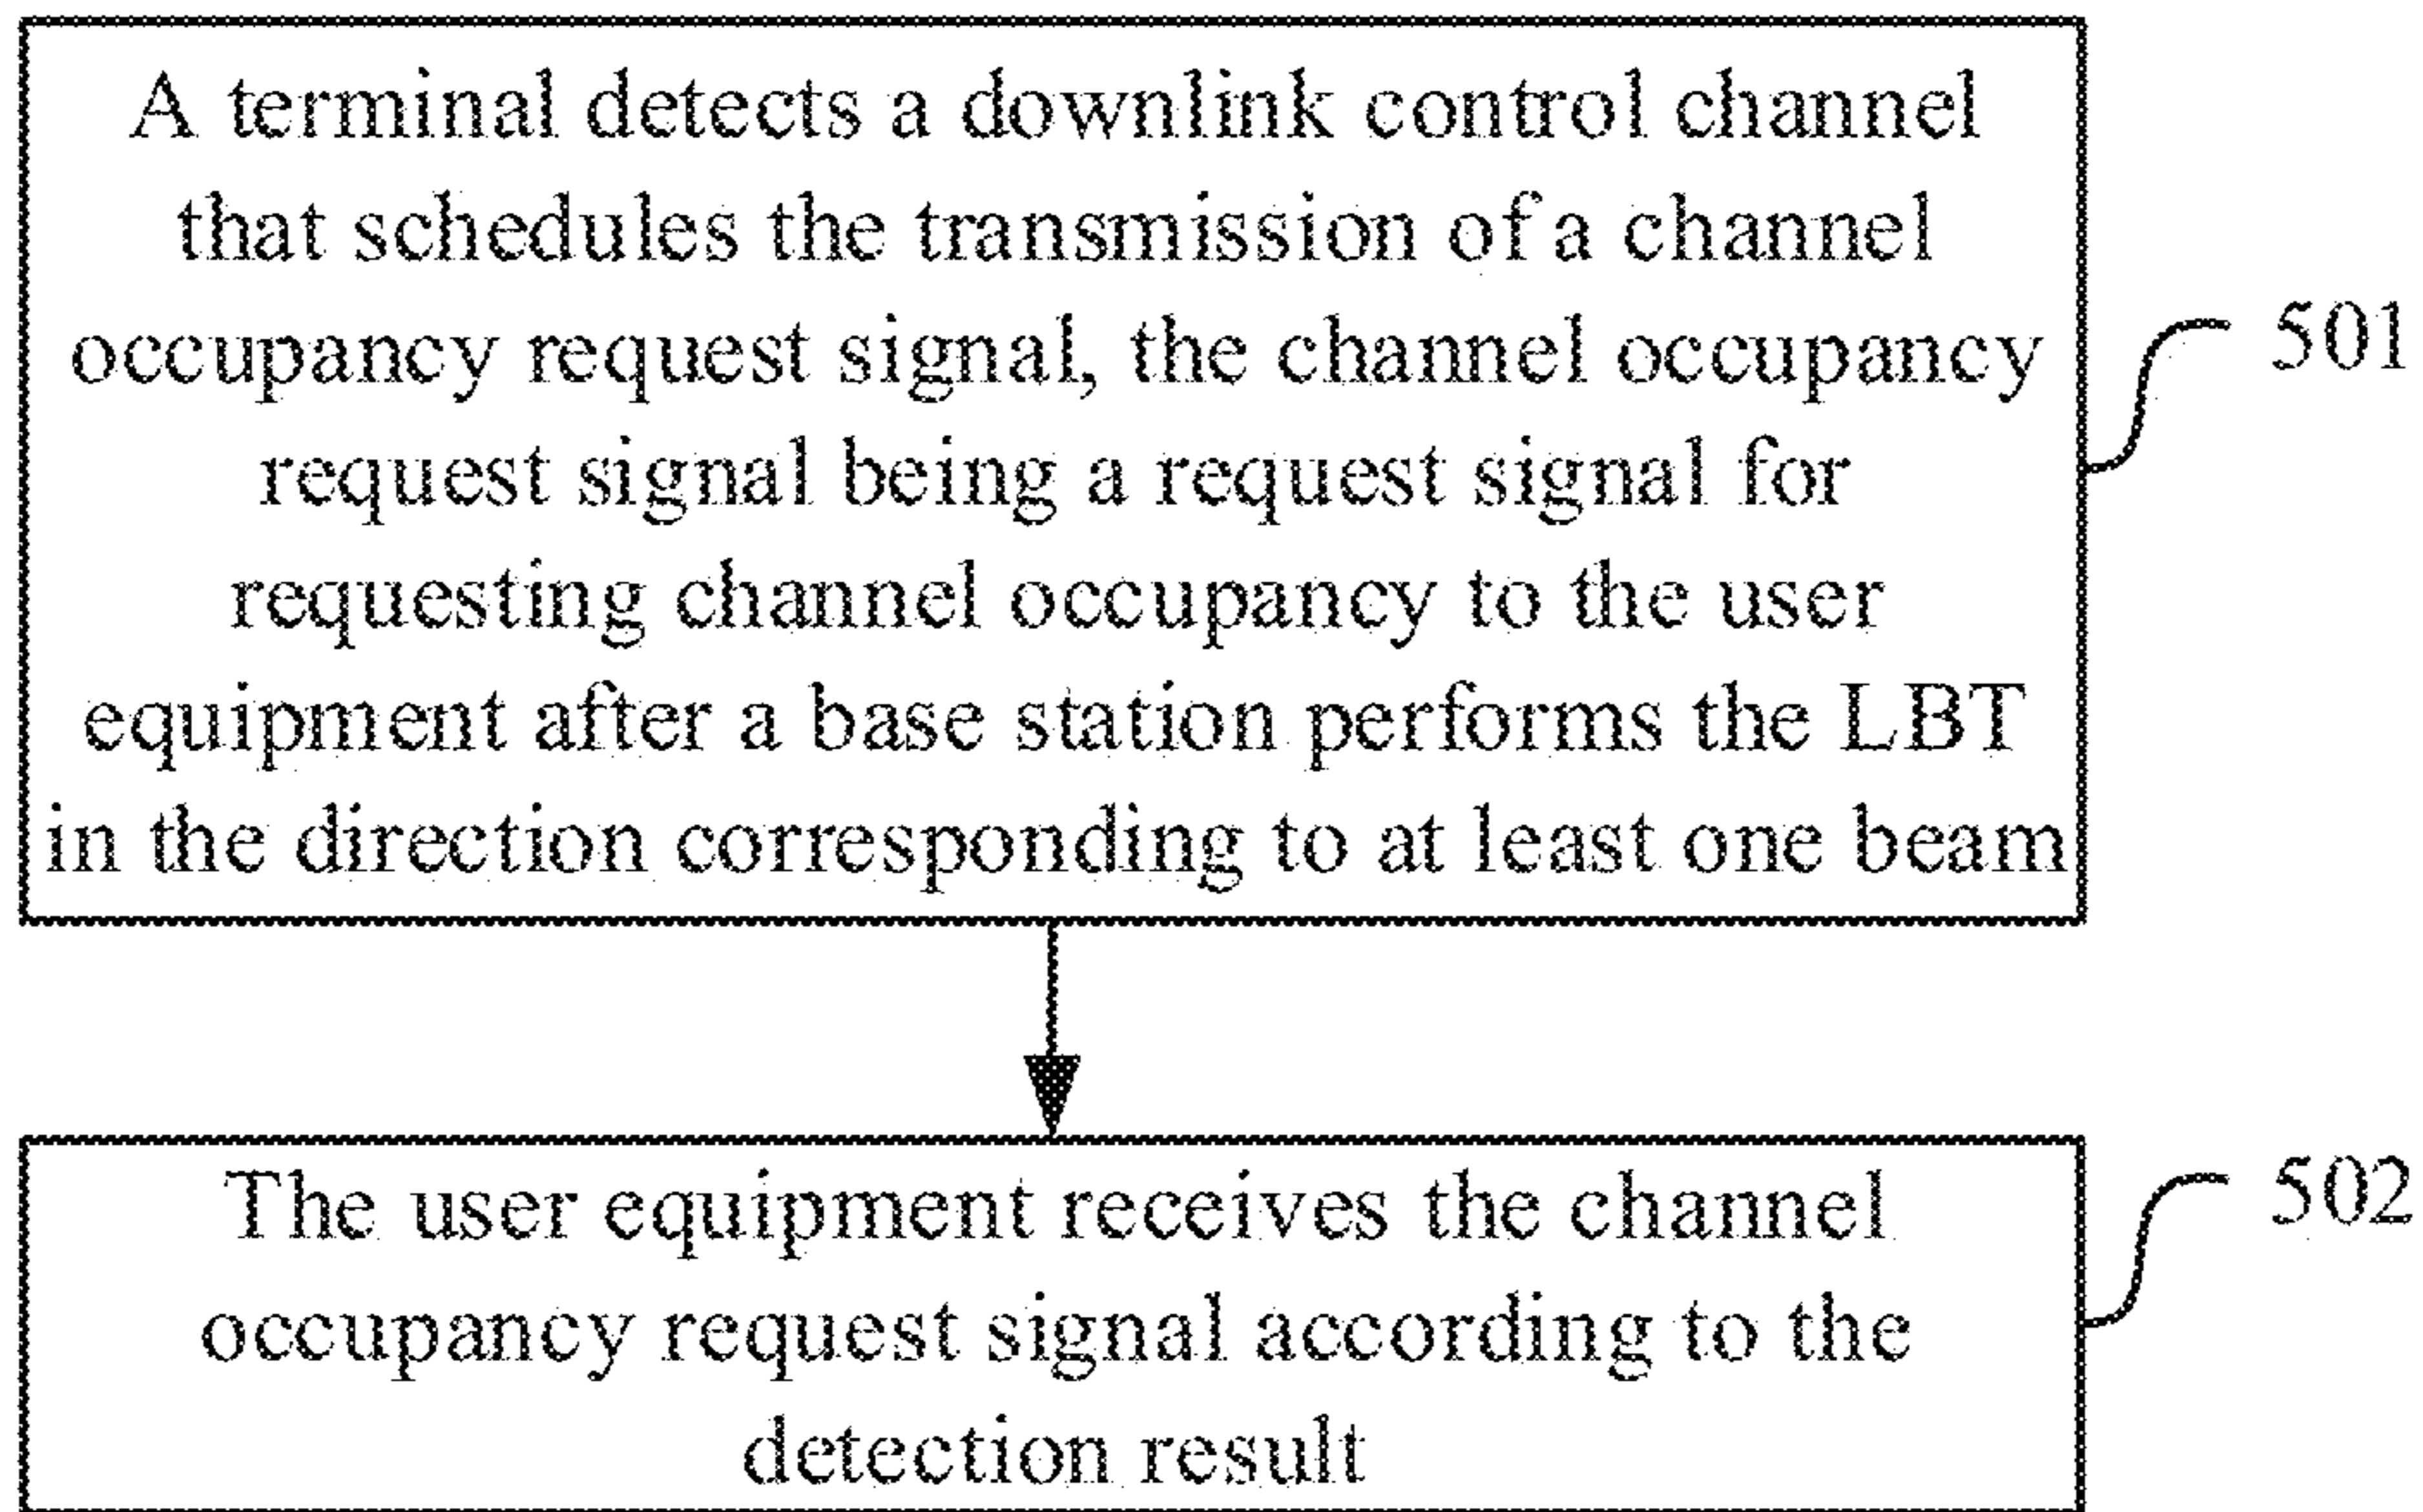 A terminal detects a downlink control channel
that schedules the transmission of a channel
occupancy request signal, the channel occupancy
request signal being a request signal for
requesting channel occupancy to the user
equipment after a base station performs the LBT
in the direction corresponding to at least one beam
501
The user equipment receives the channel
occupancy request signal according to the
detection result
502